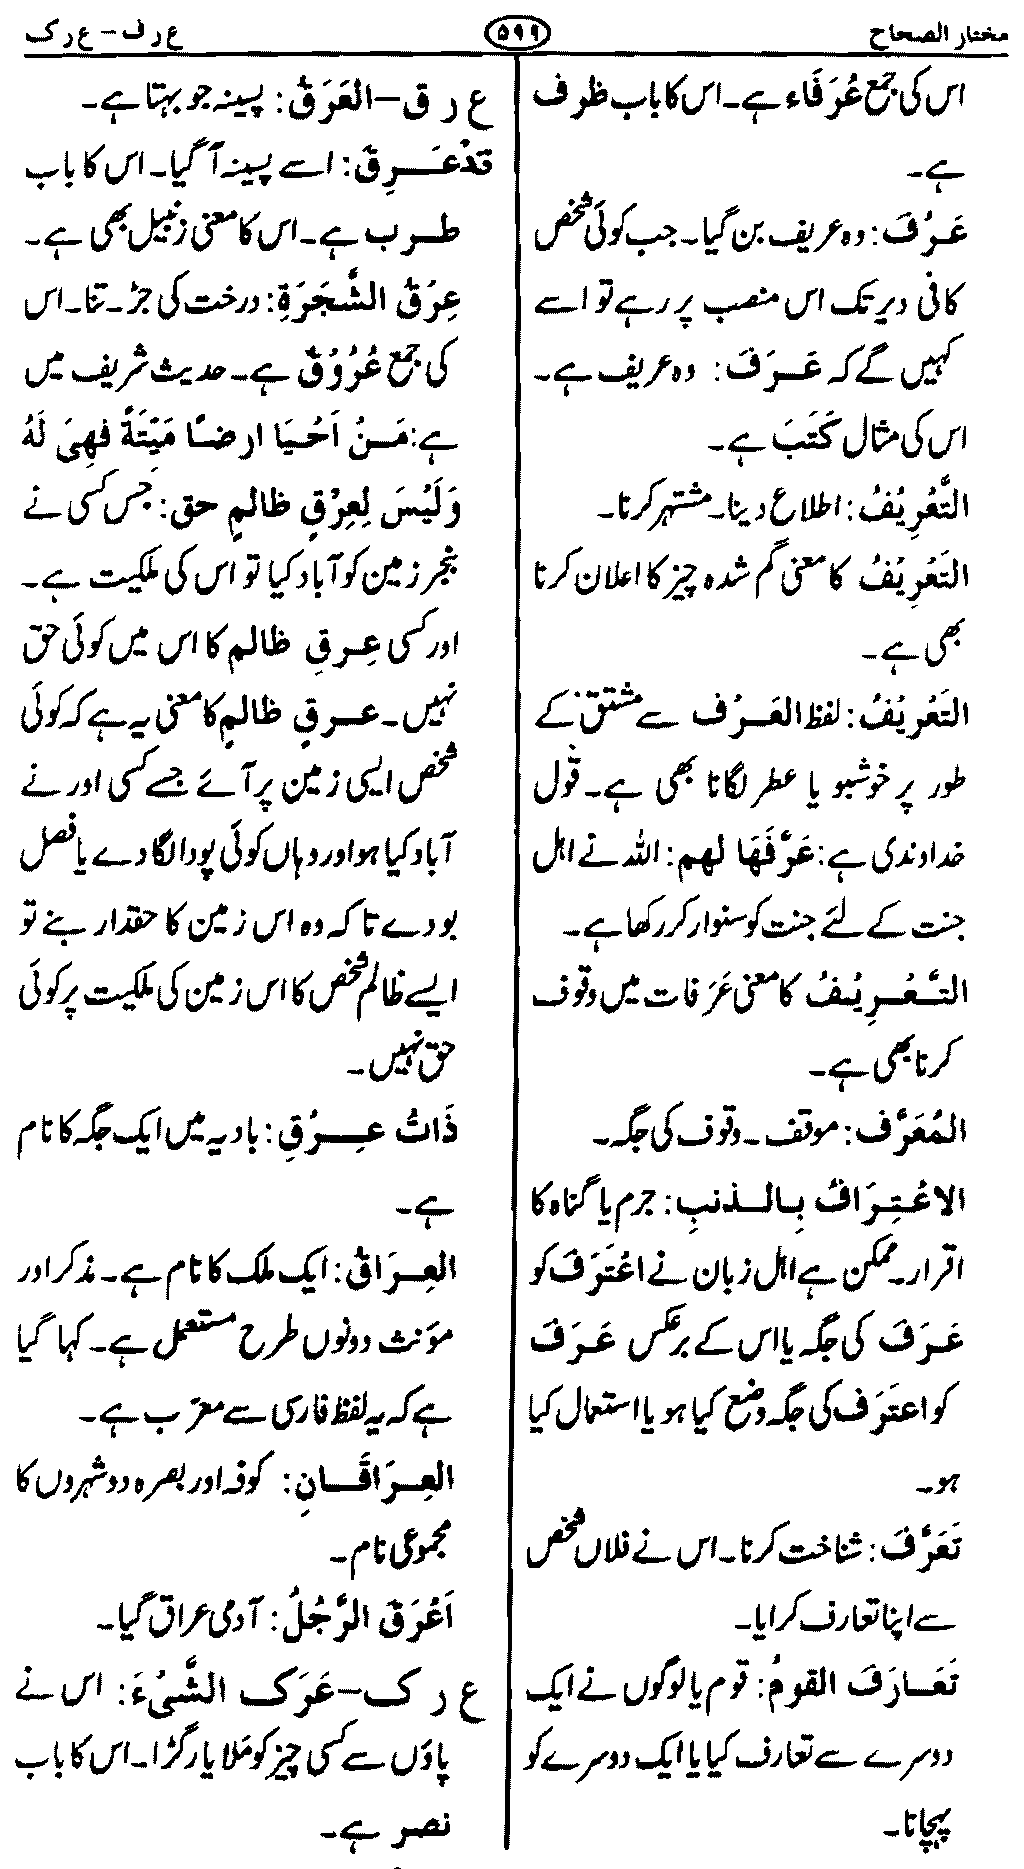 مختار الصحاح
۵۹۹
ع ر ف – ع ر ک
اس کی جمع عُرَفَاء ہے۔ اس کا باب ظرف
ہے۔
عَرُفَ: وہ عریف بن گیا۔ جب کوئی شخص
کافی دیر تک اس منصب پر رہے تو اسے
کہیں گے کہ عَرَفَ: وہ عریف ہے۔
اس کی مثال کَتَبَ ہے۔
التَّعْرِیْفُ: اطلاع دینا۔ مشتہر کرنا۔
التَعْرِیْفُ کا معنی گم شدہ چیز کا اعلان کرنا
بھی ہے۔
التَعْرِیْفُ: لفظ العَرْف سے مشتق کے
طور پر خوشبو یا عطر لگانا بھی ہے۔ قول
خداوندی ہے: عَرَّفَهَا لهم: اللہ نے اہل
جنت کے لئے جنت کو سنوار کر رکھا ہے۔
التَّعْرِیْفُ کا معنی عَرَفات میں وقوف
کرنا بھی ہے۔
المُعَرَّف: موقف۔ وقوف کی جگہ۔
الاعْتِرَافُ بِالذنبِ: جرم یا گناہ کا
اقرار۔ ممکن ہے اہل زبان نے اعْتَرَفَ کو
عَرَفَ کی جگہ یا اس کے برعکس عَرَفَ
کو اعتَرَف کی جگہ وضع کیا ہو یا استعمال کیا
ہو۔
تَعَرَّفَ: شناخت کرنا۔ اس نے فلاں شخص
سے اپنا تعارف کرایا۔
تَعَارَفَ القومُ: قوم یا لوگوں نے ایک
دوسرے سے تعارف کیا یا ایک دوسرے کو
پہچانا۔
ع ر ق – العَرَقُ: پسینہ جو بہتا ہے۔
قَدْ عَرِقَ: اسے پسینہ آ گیا۔ اس کا باب
طرب ہے۔ اس کا معنی زنبیل بھی ہے۔
عِرْقُ الشَّجَرَةِ: درخت کی جڑ۔ تنا۔ اس
کی جمع عُرُوْقٌ ہے۔ حدیث شریف میں
ہے: مَنْ اَحْیَا ارضًا مَیْتَةً فهِیَ لَهُ
وَلَیْسَ لِعِرْقٍ ظالمٍ حق: جس کسی نے
بنجر زمین کو آباد کیا تو اس کی ملکیت ہے۔
اور کسی عِرقِ ظالم کا اس میں کوئی حق
نہیں۔ عرقٍ ظالمٍ کا معنی یہ ہے کہ کوئی
شخص ایسی زمین پر آئے جسے کسی اور نے
آباد کیا ہو اور وہاں کوئی پودا لگا دے یا فصل
بو دے تاکہ وہ اس زمین کا حقدار بنے تو
ایسے ظالم شخص کا اس زمین کی ملکیت پر کوئی
حق نہیں۔
ذَاتُ عِرْقٍ: بادیہ میں ایک جگہ کا نام
ہے۔
العِرَاقُ: ایک ملک کا نام ہے۔ مذکر اور
مؤنث دونوں طرح مستعمل ہے۔ کہا گیا
ہے کہ یہ لفظ فارسی سے معرَب ہے۔
العِرَاقَانِ: کوفہ اور بصرہ دو شہروں کا
مجموعی نام۔
اَعْرَقَ الرَّجُلُ: آدمی عراق گیا۔
ع ر ک – عَرَکَ الشَّیْءَ: اس نے
پاؤں سے کسی چیز کو مَلا یا رگڑا۔ اس کا باب
نصر ہے۔